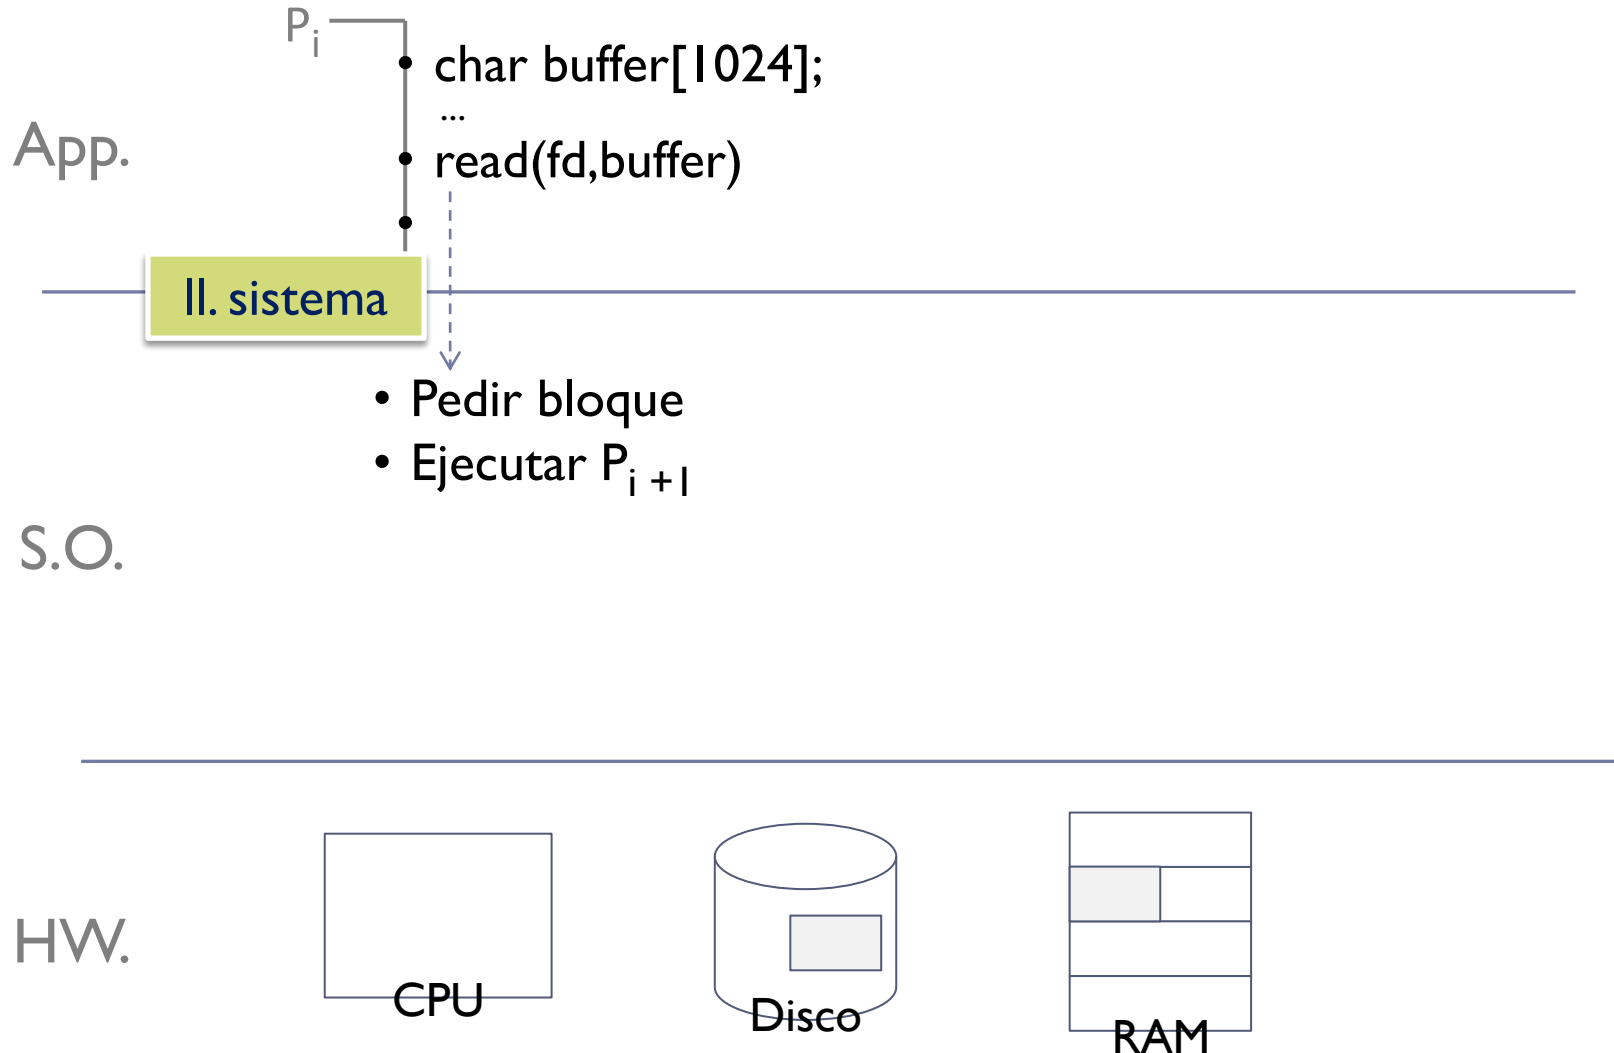 Pi
char buffer[1024];
...
App.
read(fd,buffer)
ll. sistema
• Pedir bloque
• Ejecutar Pi +1
S.O.
HW.
CPU
Disco
RAM